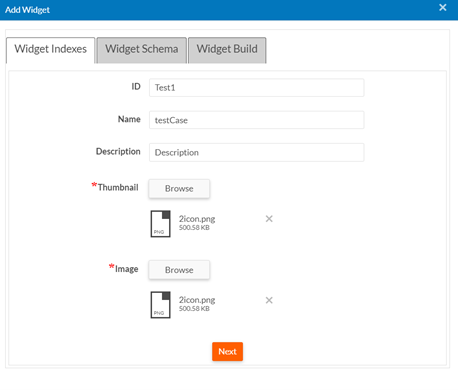 Add Widget
Widget Indexes Widget Schema Widget Build
ID Test1
Name testCase
Description Description
*Thumbnail Browse
PNG 2icon.png
500.58 KB
*Image Browse
PNG 2icon.png
500.58 KB
Next